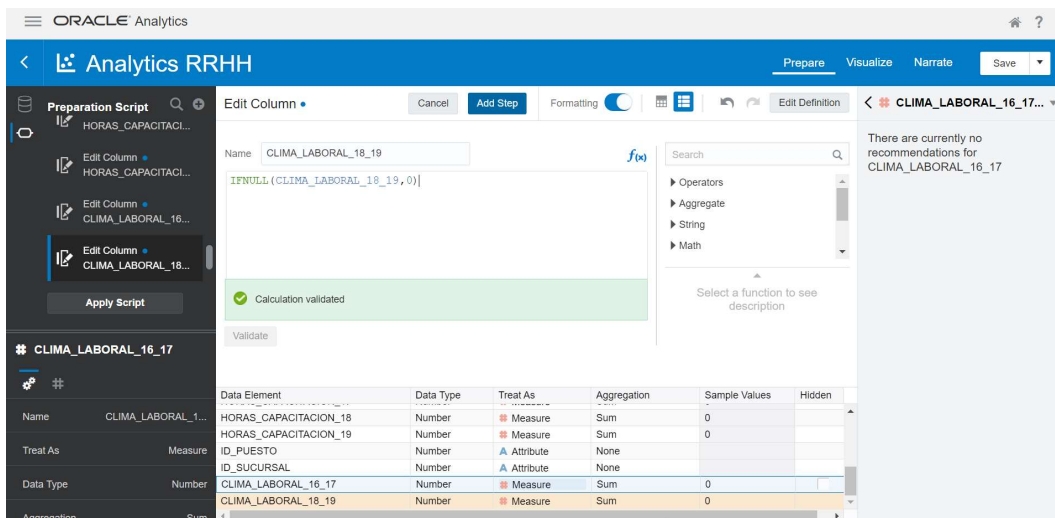 ORACLE Analytics
?
Analytics RRHH
Prepare Visualize Narrate Save
Preparation Script
HORAS_CAPACITACI...
Edit Column
HORAS_CAPACITACI...
Edit Column
CLIMA_LABORAL_16...
Edit Column
CLIMA_LABORAL_18...
Apply Script
# CLIMA_LABORAL_16_17
#
Name CLIMA_LABORAL_1...
Treat As Measure
Data Type Number
Aggregation Sum
Edit Column Cancel Add Step Formatting Edit Definition
Name CLIMA_LABORAL_18_19 f(x)
IFNULL(CLIMA_LABORAL_18_19,0)
Calculation validated
Validate
Search
Operators
Aggregate
String
Math
Select a function to see
description
Data Element Data Type Treat As Aggregation Sample Values Hidden
HORAS_CAPACITACION_18 Number # Measure Sum 0
HORAS_CAPACITACION_19 Number # Measure Sum 0
ID_PUESTO Number A Attribute None
ID_SUCURSAL Number A Attribute None
CLIMA_LABORAL_16_17 Number # Measure Sum 0
CLIMA_LABORAL_18_19 Number # Measure Sum 0
# CLIMA_LABORAL_16_17...
There are currently no
recommendations for
CLIMA_LABORAL_16_17